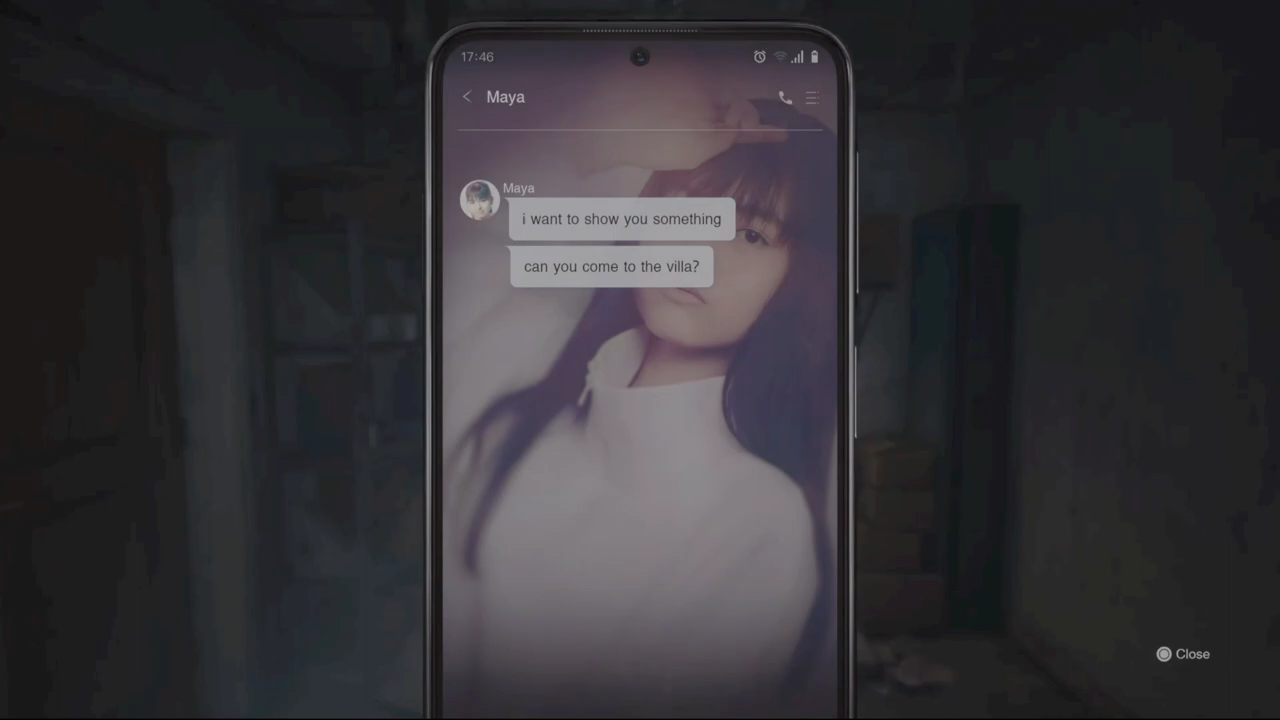 17:46
Maya
Maya
i want to show you something
can you come to the villa?
Close